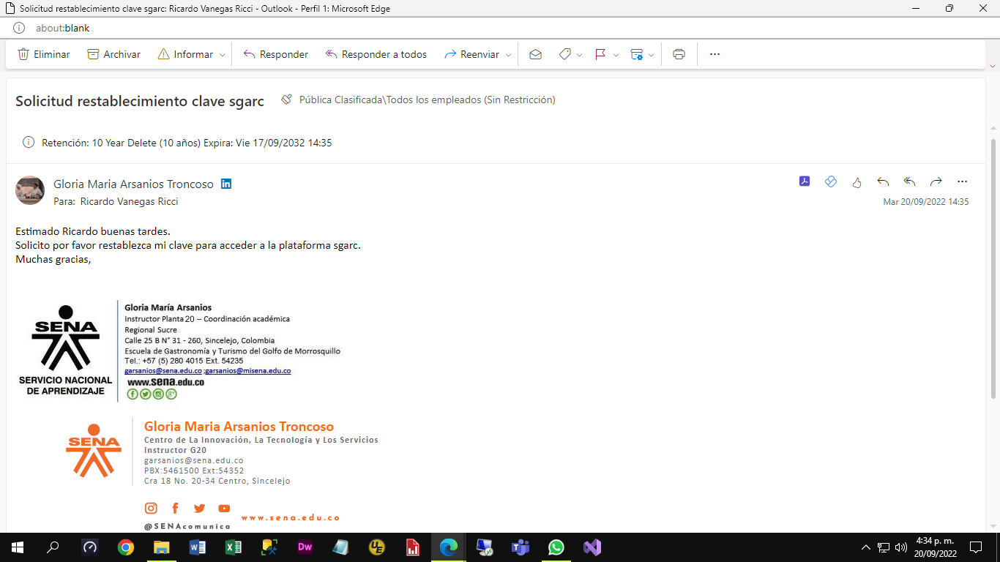 Solicitud restablecimiento clave sgarc: Ricardo Vanegas Ricci - Outlook - Perfil 1: Microsoft Edge
about:blank
Eliminar Archivar Informar Responder Responder a todos Reenviar
Solicitud restablecimiento clave sgarc Pública Clasificada\Todos los empleados (Sin Restricción)
Retención: 10 Year Delete (10 años) Expira: Vie 17/09/2032 14:35
Gloria Maria Arsanios Troncoso in
Para: Ricardo Vanegas Ricci
Mar 20/09/2022 14:35
Estimado Ricardo buenas tardes.
Solicito por favor restablezca mi clave para acceder a la plataforma sgarc.
Muchas gracias,
SENA
SERVICIO NACIONAL
DE APRENDIZAJE
Gloria María Arsanios
Instructor Planta 20 – Coordinación académica
Regional Sucre
Calle 25 B N° 31 - 260, Sincelejo, Colombia
Escuela de Gastronomía y Turismo del Golfo de Morrosquillo
Tel.: +57 (5) 280 4015 Ext. 54235
garsanios@sena.edu.co ;garsanios@misena.edu.co
www.sena.edu.co
SENA
Gloria Maria Arsanios Troncoso
Centro de La Innovación, La Tecnología y Los Servicios
Instructor G20
garsanios@sena.edu.co
PBX:5461500 Ext:54352
Cra 18 No. 20-34 Centro, Sincelejo
www.sena.edu.co
@SENAcomunica
Dw
UE
4:34 p. m.
20/09/2022